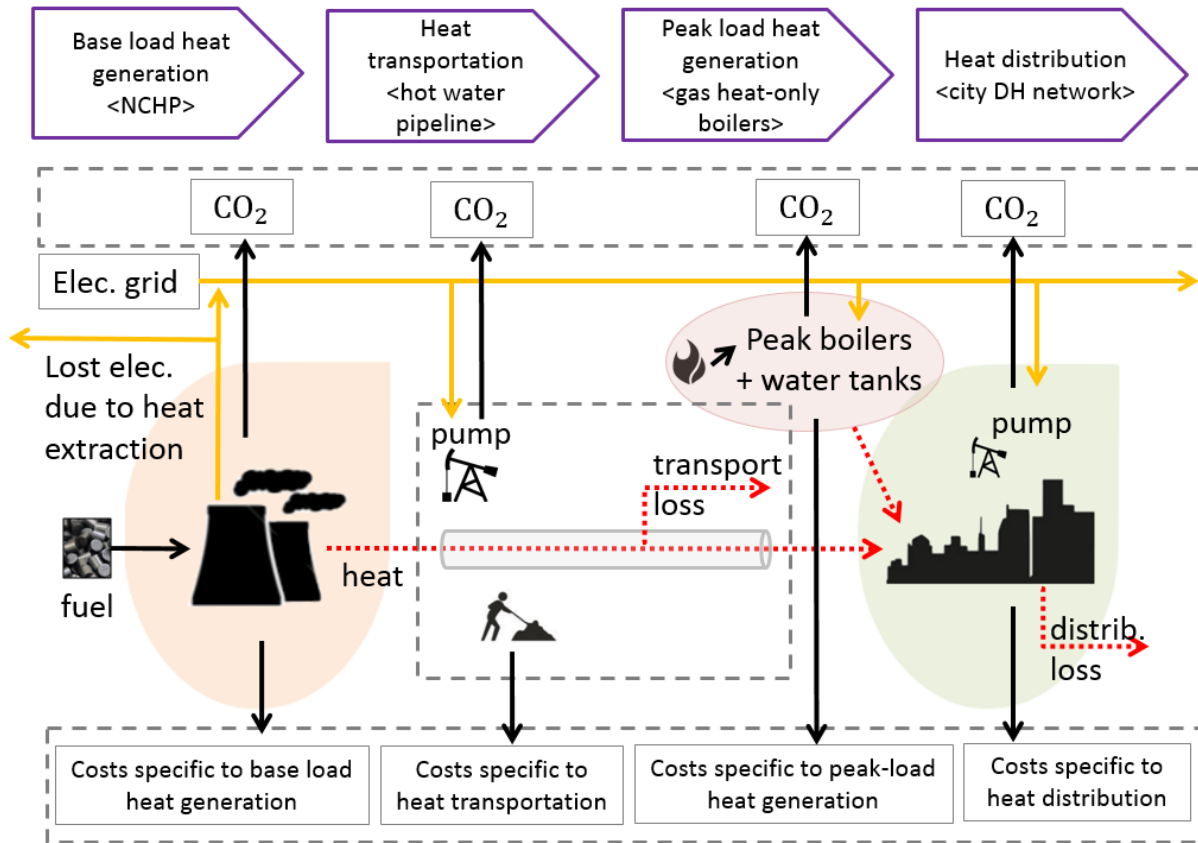 Base load heat
generation
<NCHP>
Heat
transportation
<hot water
pipeline>
Peak load heat
generation
<gas heat-only
boilers>
Heat distribution
<city DH network>
CO₂
CO₂
CO₂
CO₂
Elec. grid
Lost elec.
due to heat
extraction
Peak boilers
+ water tanks
pump
pump
transport
loss
heat
fuel
distrib.
loss
Costs specific to base load
heat generation
Costs specific to
heat transportation
Costs specific to peak-load
heat generation
Costs specific to
heat distribution